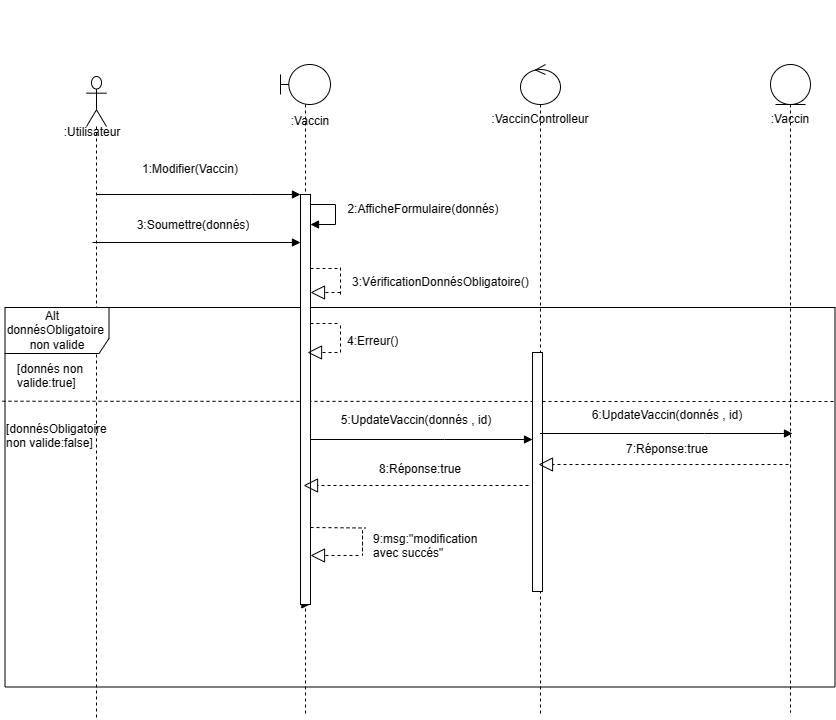 :Utilisateur
:Vaccin
:VaccinControlleur
:Vaccin
1:Modifier(Vaccin)
2:AfficheFormulaire(donnés)
3:Soumettre(donnés)
3:VérificationDonnésObligatoire()
Alt
donnésObligatoire
non valide
4:Erreur()
[donnés non
valide:true]
[donnésObligatoire
non valide:false]
5:UpdateVaccin(donnés , id)
6:UpdateVaccin(donnés , id)
7:Réponse:true
8:Réponse:true
9:msg:"modification
avec succés"